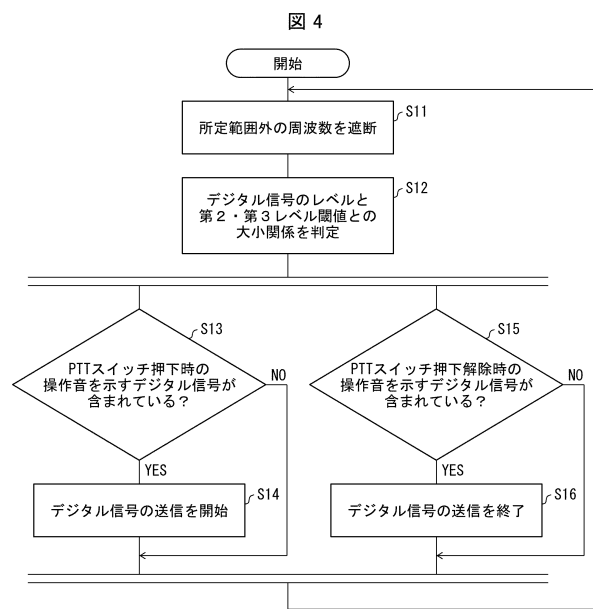 図 4
開始
所定範囲外の周波数を遮断
S11
デジタル信号のレベルと
第２・第３レベル閾値との
大小関係を判定
S12
S13
PTTスイッチ押下時の
操作音を示すデジタル信号が
含まれている？
NO
YES
デジタル信号の送信を開始
S14
S15
PTTスイッチ押下解除時の
操作音を示すデジタル信号が
含まれている？
NO
YES
デジタル信号の送信を終了
S16